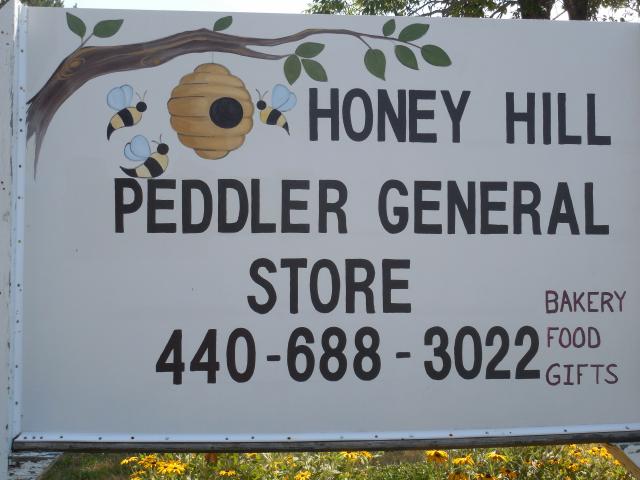 HONEY HILL
PEDDLER GENERAL
STORE
440-688-3022
BAKERY
FOOD
GIFTS